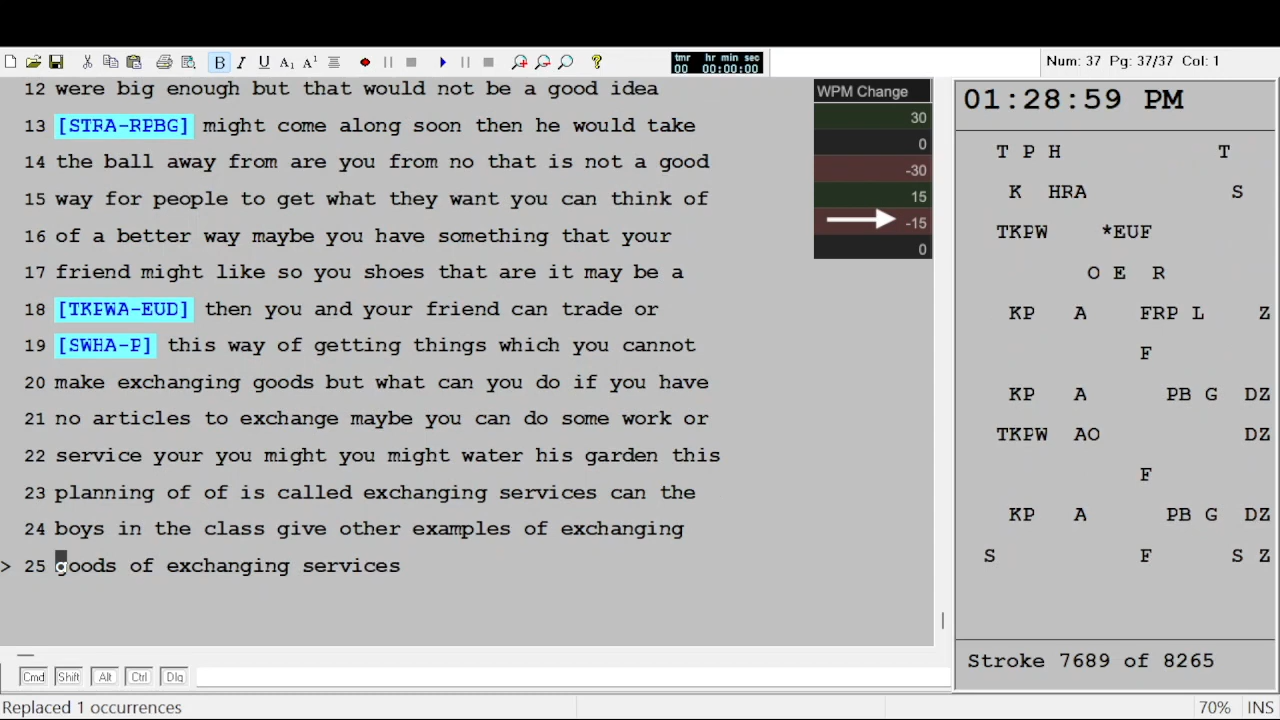 tmr hr min sec
00 00:00:00
Num: 37 Pg: 37/37 Col: 1
12 were big enough but that would not be a good idea
13 [STRA-RPBG] might come along soon then he would take
14 the ball away from are you from no that is not a good
15 way for people to get what they want you can think of
16 of a better way maybe you have something that your
17 friend might like so you shoes that are it may be a
18 [TKPWA-EUD] then you and your friend can trade or
19 [SWHA-P] this way of getting things which you cannot
20 make exchanging goods but what can you do if you have
21 no articles to exchange maybe you can do some work or
22 service your you might you might water his garden this
23 planning of of is called exchanging services can the
24 boys in the class give other examples of exchanging
> 25 goods of exchanging services
WPM Change
30
0
-30
15
-15
0
01:28:59 PM
T P H T
K HRA S
TKPW *EUF
O E R
KP A FRP L Z
F
KP A PB G DZ
TKPW AO DZ
F
KP A PB G DZ
S F S Z
Stroke 7689 of 8265
Cmd Shift Alt Ctrl Dlg
Replaced 1 occurrences
70% INS